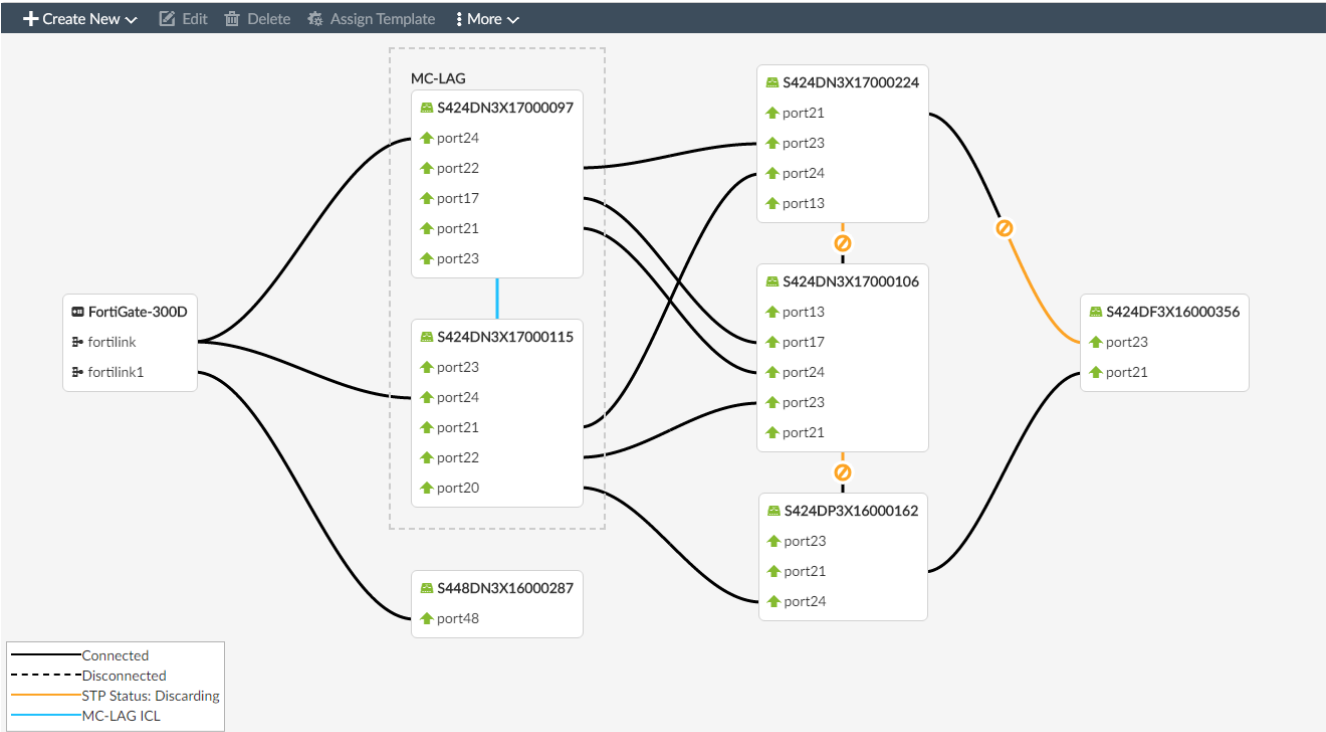 Create New Edit Delete Assign Template More
FortiGate-300D
fortilink
fortilink1
MC-LAG
S424DN3X17000097
port24
port22
port17
port21
port23
S424DN3X17000115
port23
port24
port21
port22
port20
S448DN3X16000287
port48
S424DN3X17000224
port21
port23
port24
port13
S424DN3X17000106
port13
port17
port24
port23
port21
S424DP3X16000162
port23
port21
port24
S424DF3X16000356
port23
port21
Connected
Disconnected
STP Status: Discarding
MC-LAG ICL